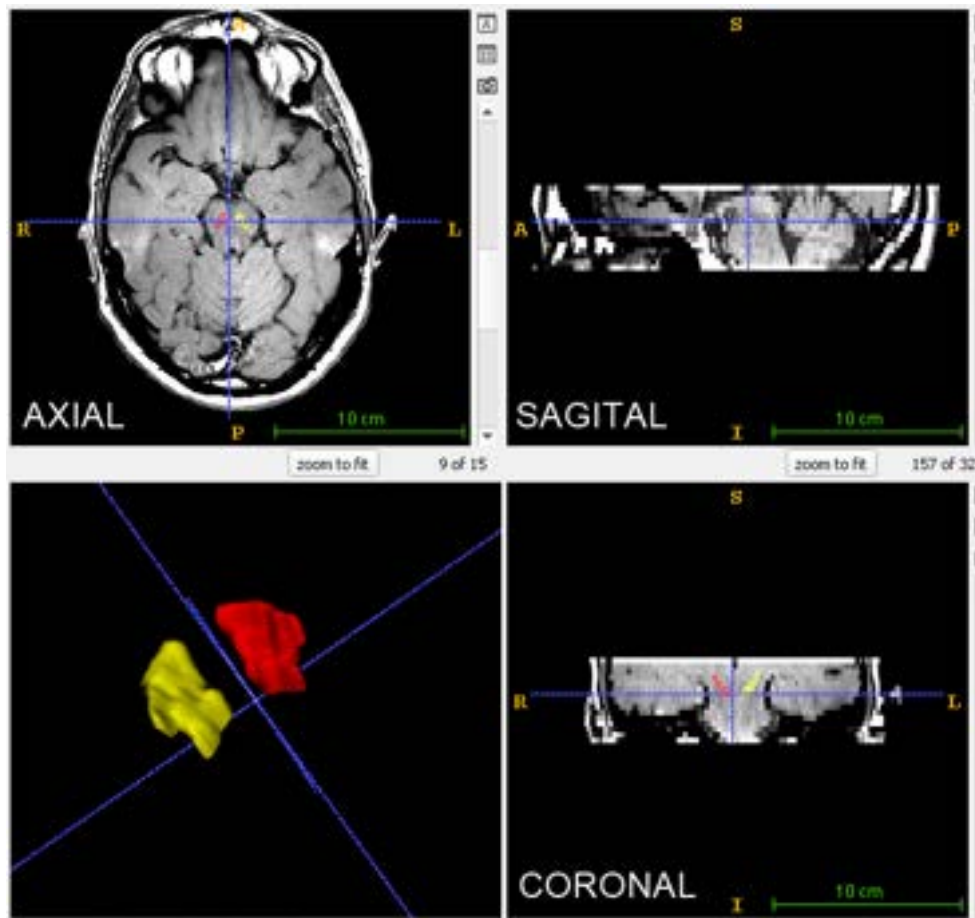 A
S
A
R
L
A
P
AXIAL
10 cm
P
SAGITAL
10 cm
I
zoom to fit
9 of 15
zoom to fit
157 of 32
S
R
L
CORONAL
10 cm
I